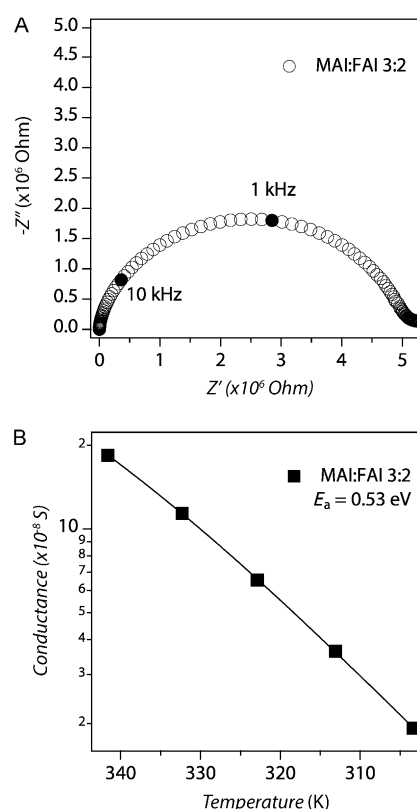 A
5.0
4.5
4.0
3.5
3.0
2.5
2.0
1.5
1.0
0.5
0.0
-Z″ (x10⁶ Ohm)
MAI:FAI 3:2
1 kHz
10 kHz
0 1 2 3 4 5
Z′ (x10⁶ Ohm)
B
2
10
9
8
7
6
5
4
3
2
Conductance (x10⁻⁸ S)
MAI:FAI 3:2
Eₐ = 0.53 eV
340 330 320 310
Temperature (K)